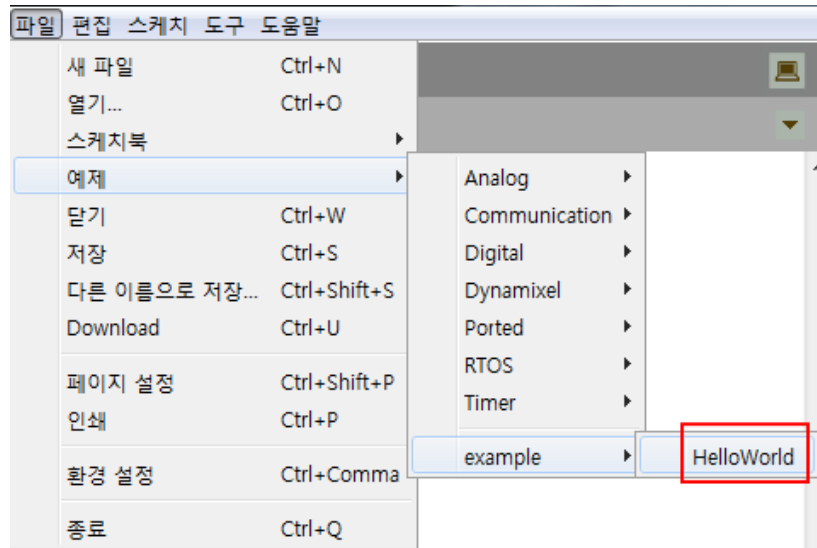 파일 편집 스케치 도구 도움말
새 파일 Ctrl+N
열기... Ctrl+O
스케치북
예제
닫기 Ctrl+W
저장 Ctrl+S
다른 이름으로 저장... Ctrl+Shift+S
Download Ctrl+U
페이지 설정 Ctrl+Shift+P
인쇄 Ctrl+P
환경 설정 Ctrl+Comma
종료 Ctrl+Q
Analog
Communication
Digital
Dynamixel
Ported
RTOS
Timer
example
HelloWorld